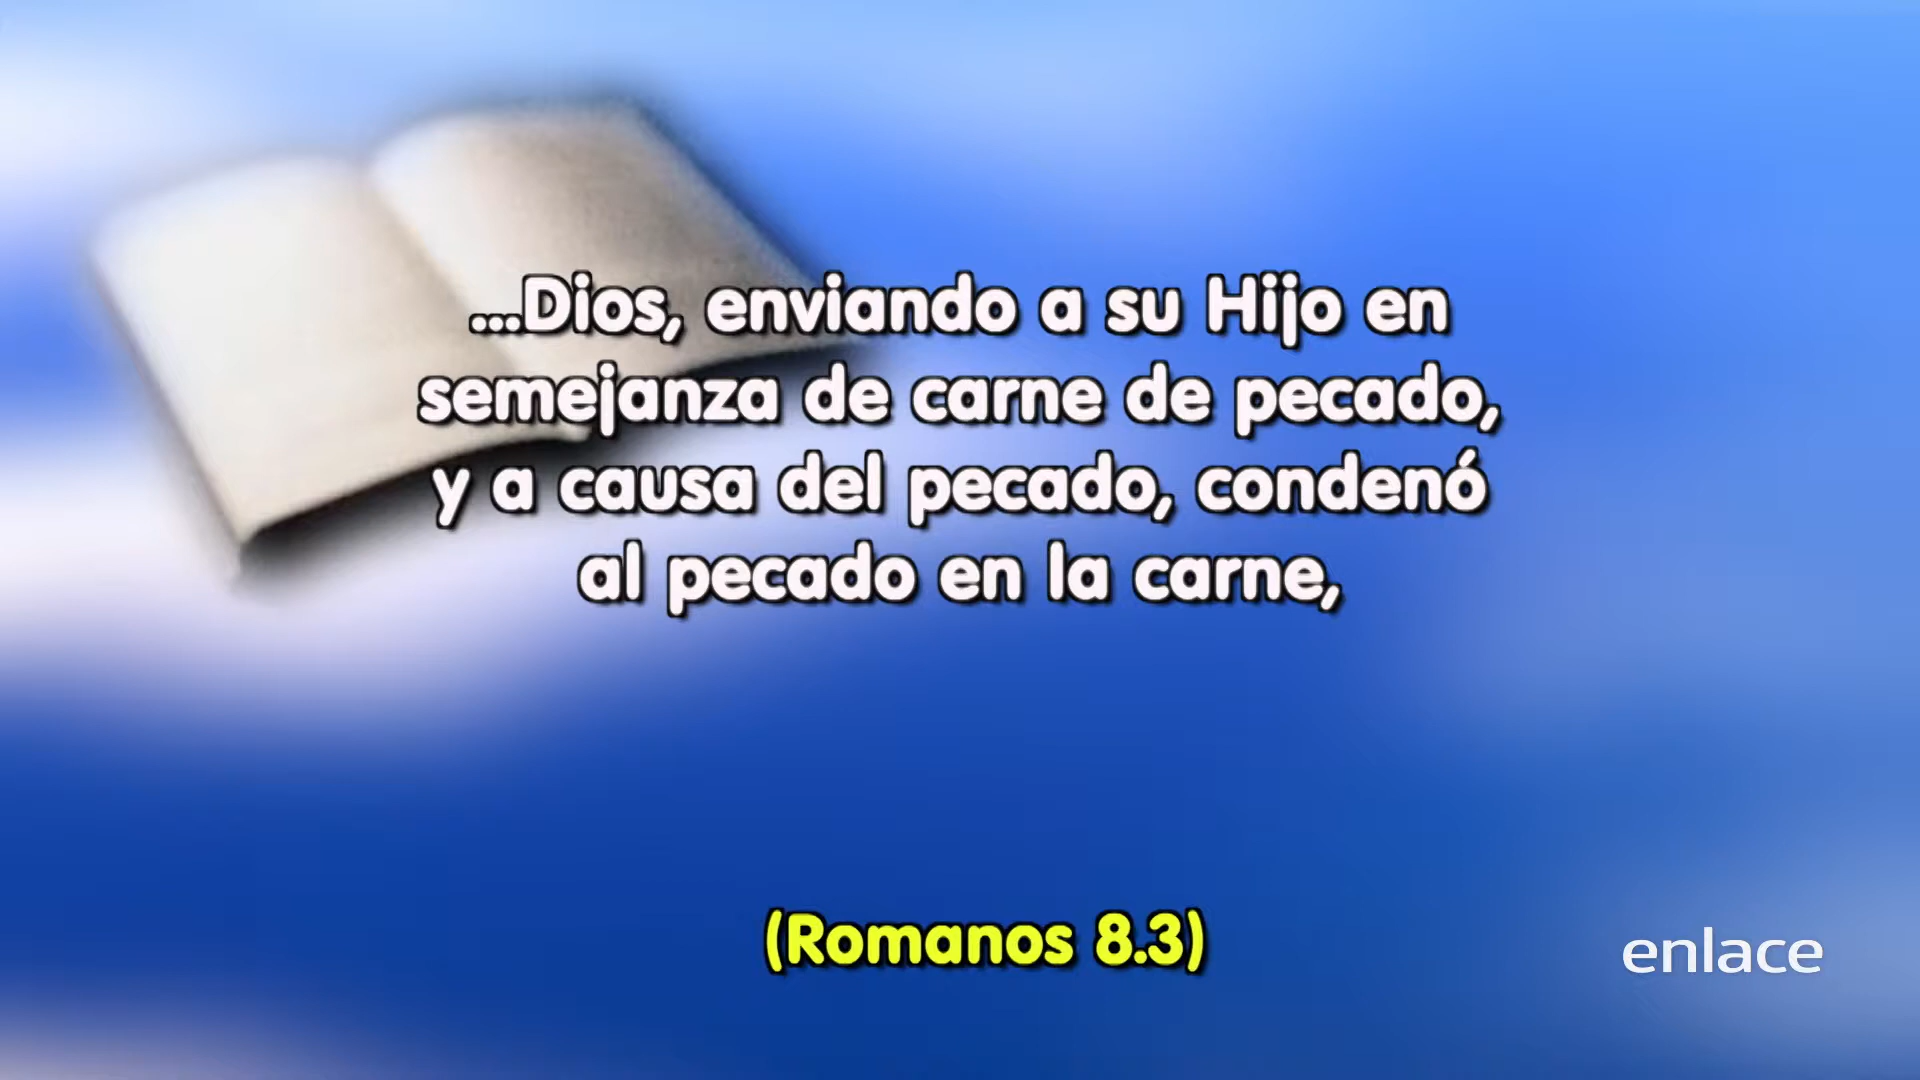 ...Dios, enviando a su Hijo en
semejanza de carne de pecado,
y a causa del pecado, condenó
al pecado en la carne,
(Romanos 8.3)
enlace